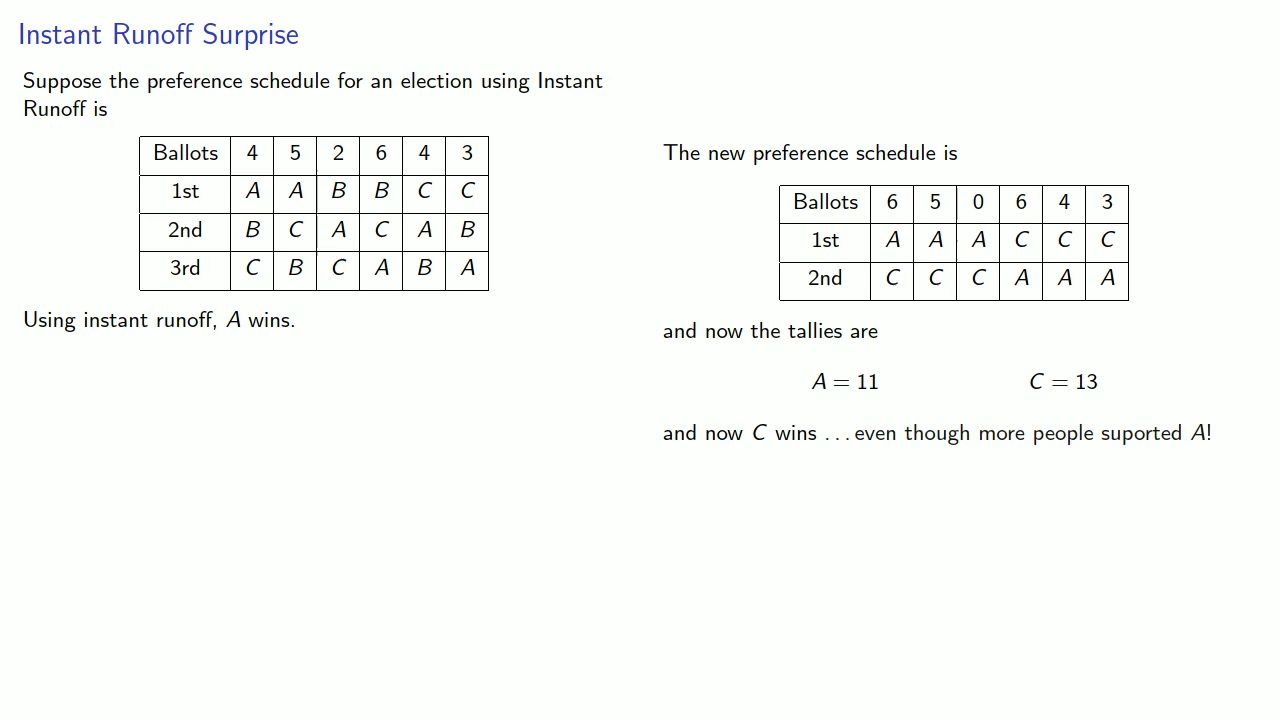 Instant Runoff Surprise
Suppose the preference schedule for an election using Instant
Runoff is
Ballots 4 5 2 6 4 3
1st A A B B C C
2nd B C A C A B
3rd C B C A B A
Using instant runoff, A wins.
The new preference schedule is
Ballots 6 5 0 6 4 3
1st A A A C C C
2nd C C C A A A
and now the tallies are
A = 11 C = 13
and now C wins ...even though more people suported A!